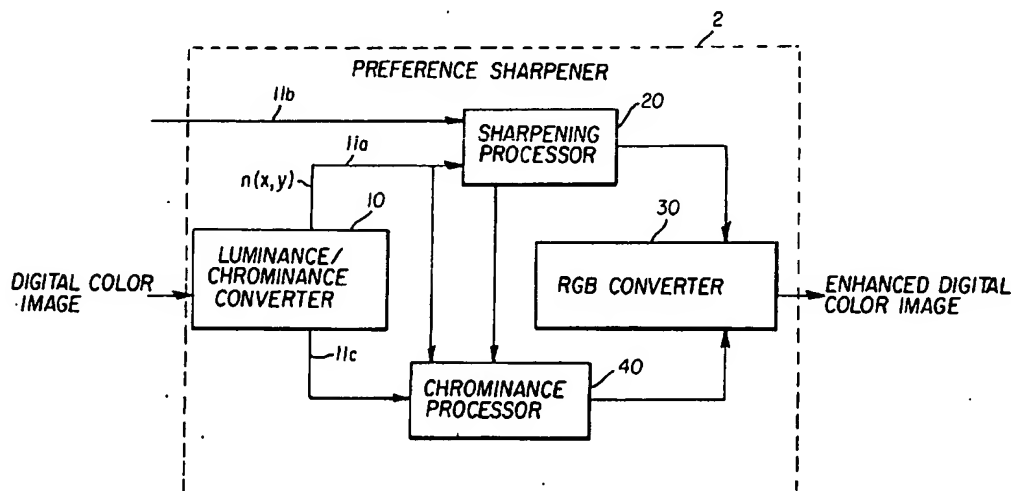 2
PREFERENCE SHARPENER
11b
20
SHARPENING
PROCESSOR
11a
n(x,y)
10
30
LUMINANCE/
CHROMINANCE
CONVERTER
RGB CONVERTER
DIGITAL COLOR
IMAGE
ENHANCED DIGITAL
COLOR IMAGE
11c
40
CHROMINANCE
PROCESSOR